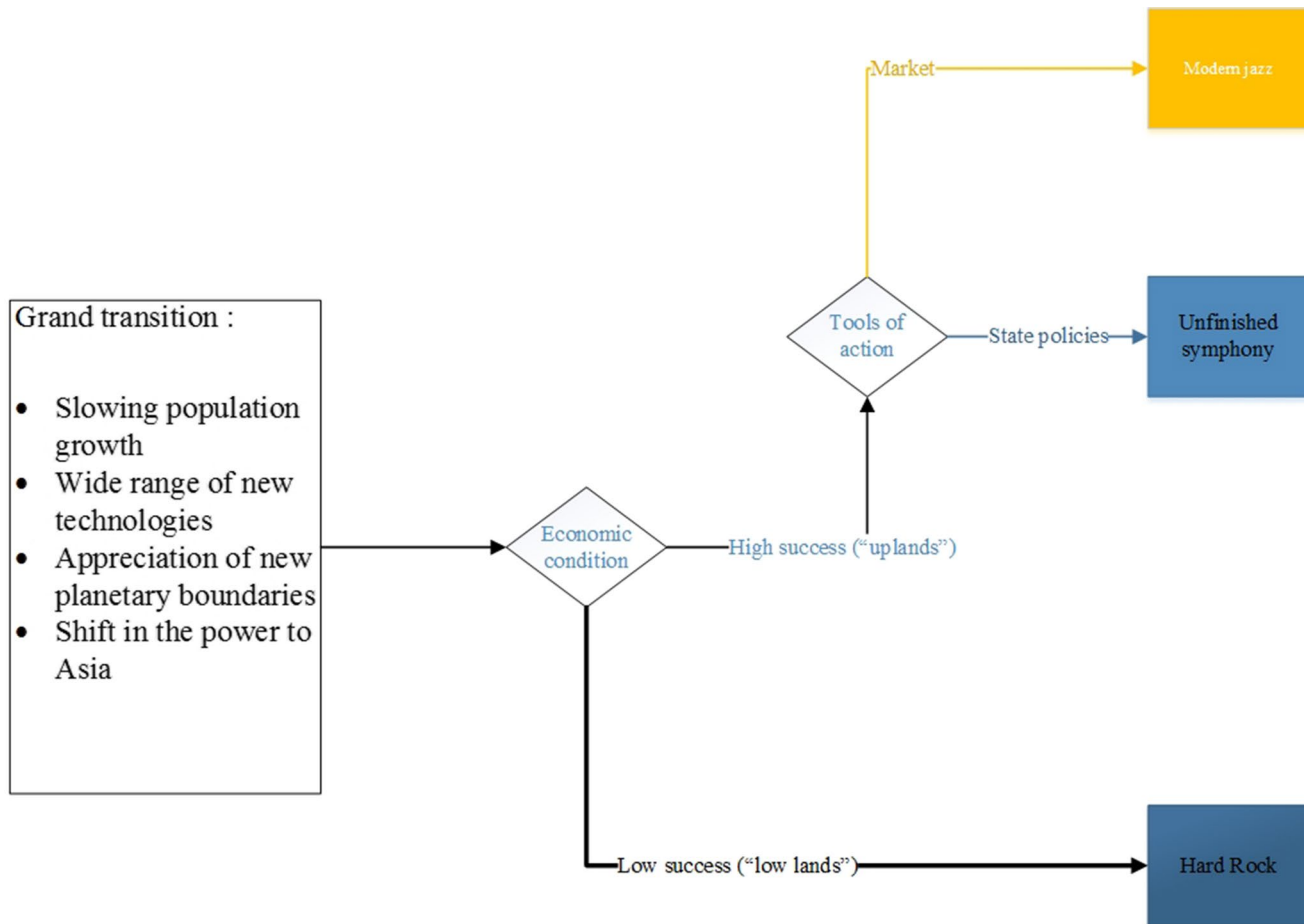 Grand transition :
• Slowing population
growth
• Wide range of new
technologies
• Appreciation of new
planetary boundaries
• Shift in the power to
Asia
Economic
condition
High success (“uplands”)
Low success (“low lands”)
Tools of
action
Market
State policies
Modern jazz
Unfinished
symphony
Hard Rock